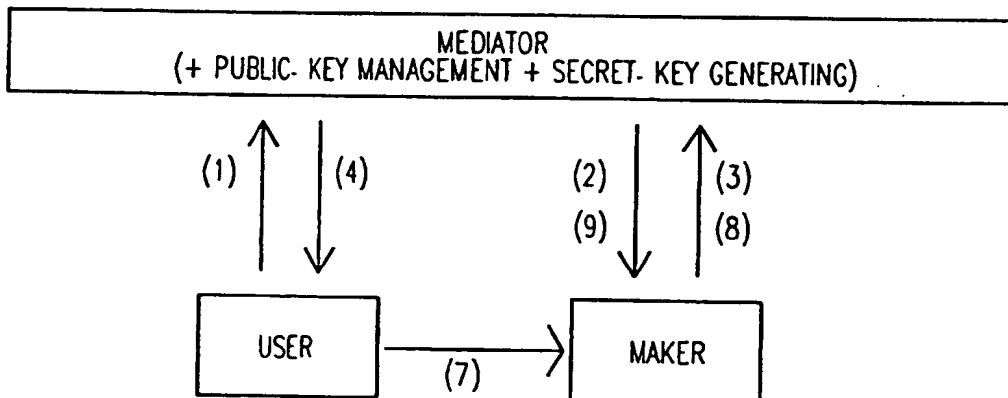 MEDIATOR
(+ PUBLIC- KEY MANAGEMENT + SECRET- KEY GENERATING)
(1)
(4)
(2)
(3)
(9)
(8)
USER
MAKER
(7)